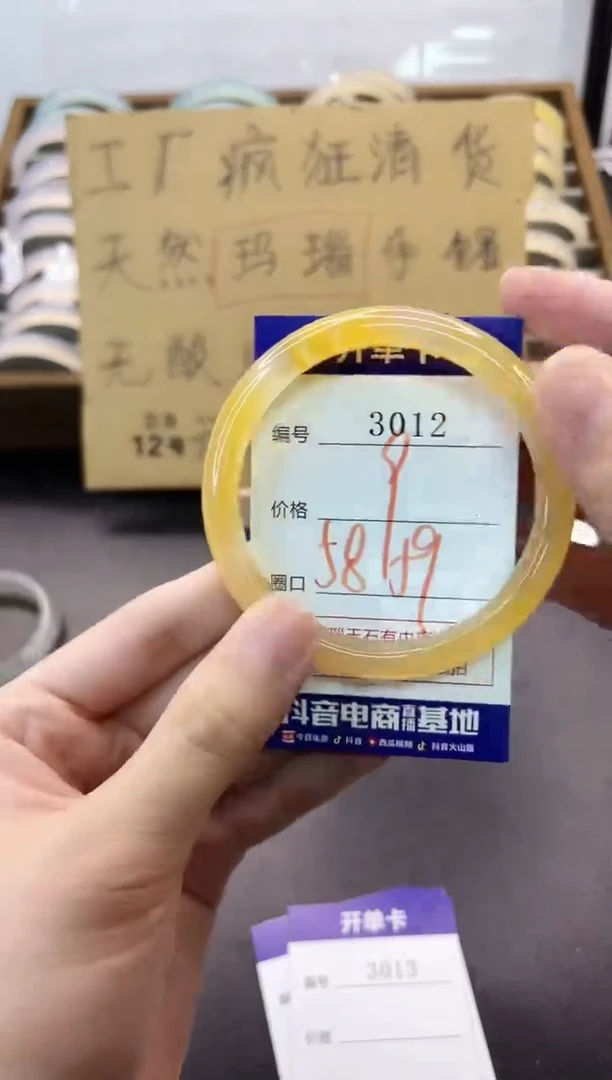 工厂疯狂清货
天然玛瑙手镯
无酸
12号
开单卡
编号 3012
价格
圈口 58/59
抖音电商直播基地
今日头条 抖音 西瓜视频 抖音火山版
开单卡
编号 3013
价格